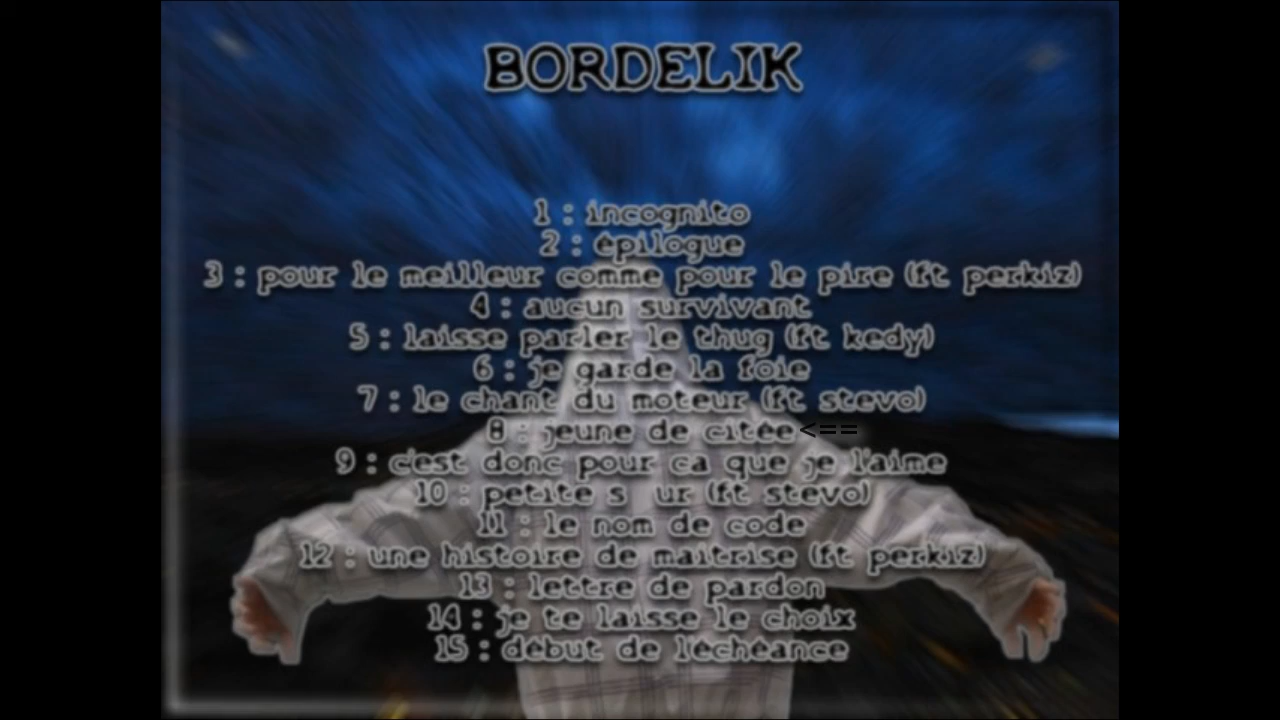 BORDELIK
1 : incognito
2 : épilogue
3 : pour le meilleur comme pour le pire (ft perkiz)
4 : aucun survivant
5 : laisse parler le thug (ft kedy)
6 : je garde la foie
7 : le chant du moteur (ft stevo)
8 : jeune de citée <==
9 : c'est donc pour ca que je l'aime
10 : petite s  ur (ft stevo)
11 : le nom de code
12 : une histoire de maitrise (ft perkiz)
13 : lettre de pardon
14 : je te laisse le choix
15 : début de l'échéance